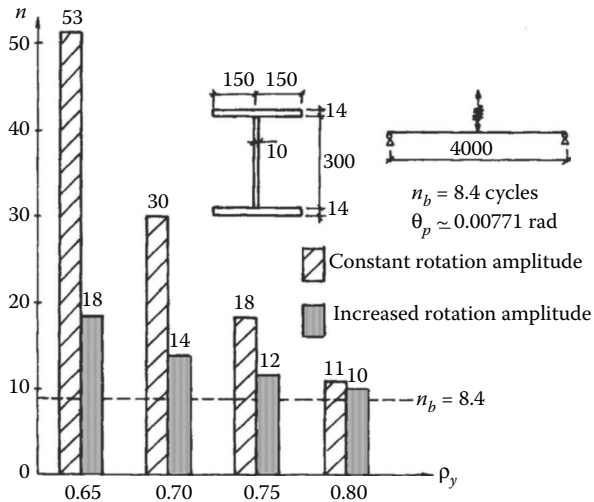 n
53
50
40
30
20
10
0
18
30
14
18
12
11
10
150 150
14
10
300
14
4000
n_b = 8.4 cycles
θ_p ≃ 0.00771 rad
Constant rotation amplitude
Increased rotation amplitude
n_b = 8.4
0.65 0.70 0.75 0.80
ρ_y